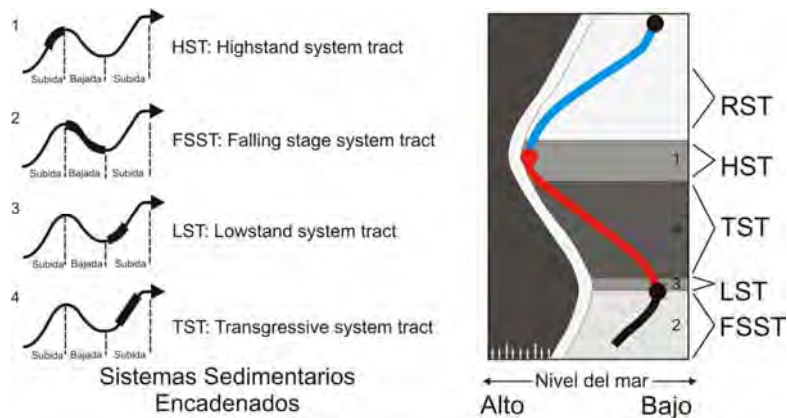 1
HST: Highstand system tract
Subida Bajada Subida
2
FSST: Falling stage system tract
Subida Bajada Subida
3
LST: Lowstand system tract
Subida Bajada Subida
4
TST: Transgressive system tract
Subida Bajada Subida
Sistemas Sedimentarios
Encadenados
RST
1
HST
TST
3
LST
2
FSST
Nivel del mar
Alto
Bajo